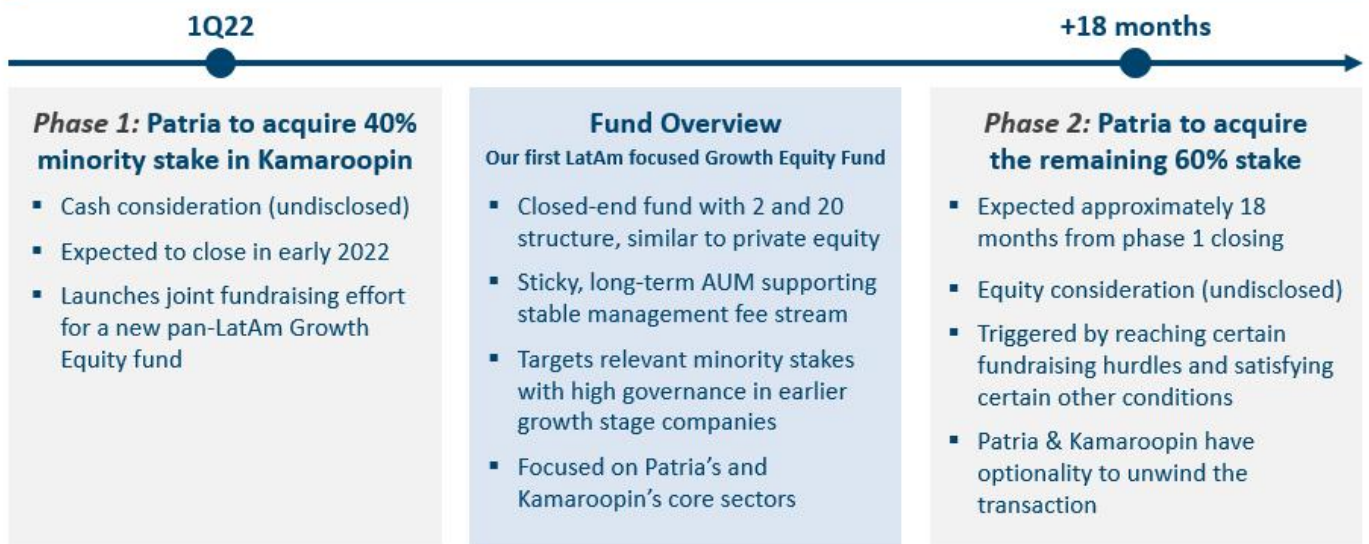 1Q22
+18 months
Phase 1: Patria to acquire 40%
minority stake in Kamaroopin
▪ Cash consideration (undisclosed)
▪ Expected to close in early 2022
▪ Launches joint fundraising effort
for a new pan-LatAm Growth
Equity fund
Fund Overview
Our first LatAm focused Growth Equity Fund
▪ Closed-end fund with 2 and 20
structure, similar to private equity
▪ Sticky, long-term AUM supporting
stable management fee stream
▪ Targets relevant minority stakes
with high governance in earlier
growth stage companies
▪ Focused on Patria’s and
Kamaroopin’s core sectors
Phase 2: Patria to acquire
the remaining 60% stake
▪ Expected approximately 18
months from phase 1 closing
▪ Equity consideration (undisclosed)
▪ Triggered by reaching certain
fundraising hurdles and satisfying
certain other conditions
▪ Patria & Kamaroopin have
optionality to unwind the
transaction